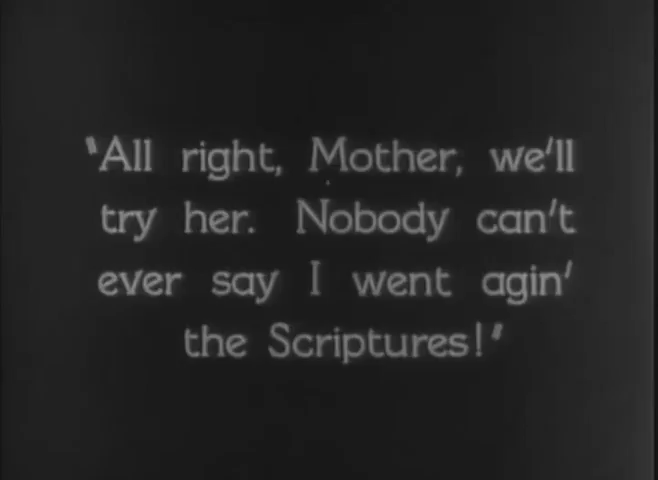 "All right, Mother, we'll
try her. Nobody can't
ever say I went agin'
the Scriptures!"